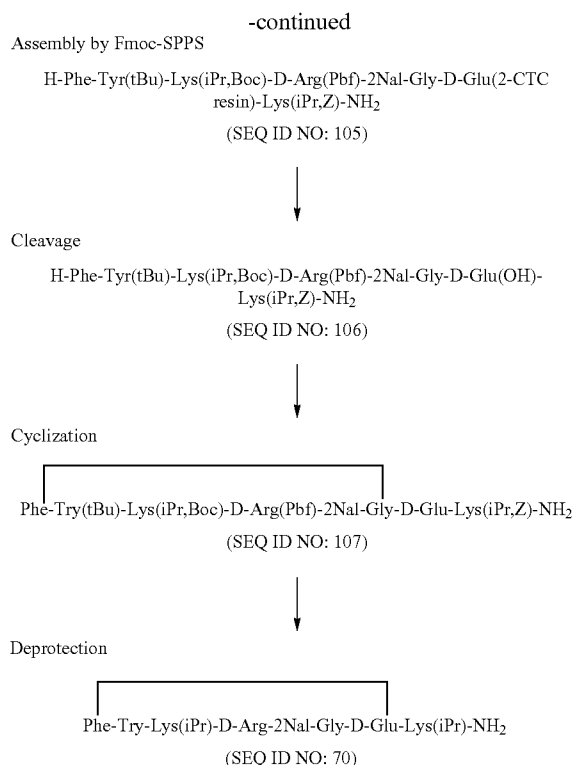 -continued
Assembly by Fmoc-SPPS
H-Phe-Tyr(tBu)-Lys(iPr,Boc)-D-Arg(Pbf)-2Nal-Gly-D-Glu(2-CTC
resin)-Lys(iPr,Z)-NH2
(SEQ ID NO: 105)
Cleavage
H-Phe-Tyr(tBu)-Lys(iPr,Boc)-D-Arg(Pbf)-2Nal-Gly-D-Glu(OH)-
Lys(iPr,Z)-NH2
(SEQ ID NO: 106)
Cyclization
Phe-Try(tBu)-Lys(iPr,Boc)-D-Arg(Pbf)-2Nal-Gly-D-Glu-Lys(iPr,Z)-NH2
(SEQ ID NO: 107)
Deprotection
Phe-Try-Lys(iPr)-D-Arg-2Nal-Gly-D-Glu-Lys(iPr)-NH2
(SEQ ID NO: 70)